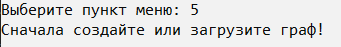 Выберите пункт меню: 5
Сначала создайте или загрузите граф!